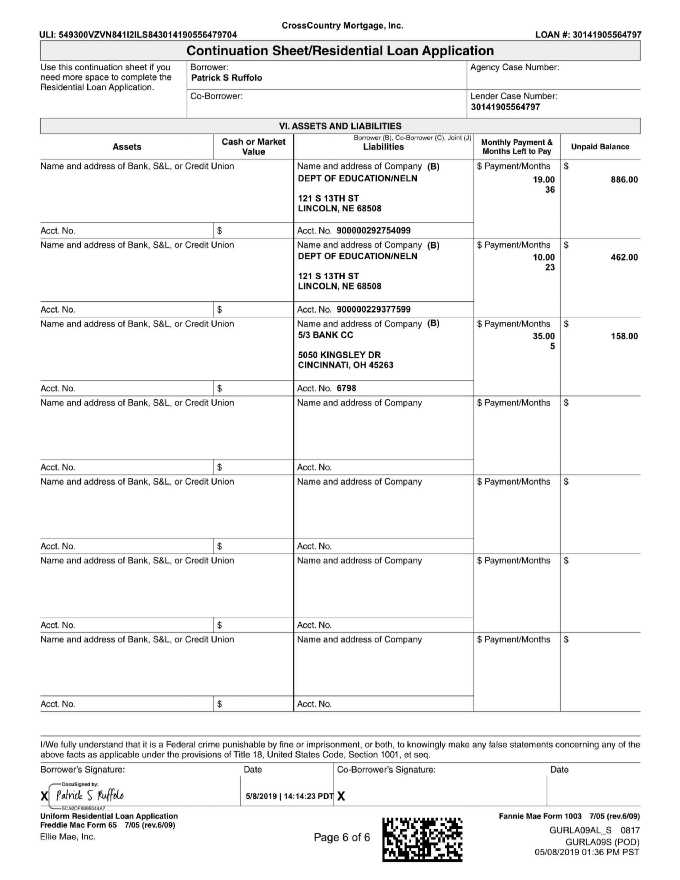 CrossCountry Mortgage, Inc.
ULI: 549300VZVN841I2ILS843014190556479704 LOAN #: 30141905564797
Continuation Sheet/Residential Loan Application
Use this continuation sheet if you
need more space to complete the
Residential Loan Application.
Borrower:
Patrick S Ruffolo
Agency Case Number:
Co-Borrower:
Lender Case Number:
30141905564797
VI. ASSETS AND LIABILITIES
Assets
Cash or Market
Value
Borrower (B), Co-Borrower (C), Joint (J)
Liabilities
Monthly Payment &
Months Left to Pay
Unpaid Balance
Name and address of Bank, S&L, or Credit Union Name and address of Company (B) $ Payment/Months $
DEPT OF EDUCATION/NELN 19.00 886.00
36
121 S 13TH ST
LINCOLN, NE 68508
Acct. No. $ Acct. No. 900000292754099
Name and address of Bank, S&L, or Credit Union Name and address of Company (B) $ Payment/Months $
DEPT OF EDUCATION/NELN 10.00 462.00
23
121 S 13TH ST
LINCOLN, NE 68508
Acct. No. $ Acct. No. 900000229377599
Name and address of Bank, S&L, or Credit Union Name and address of Company (B) $ Payment/Months $
5/3 BANK CC 35.00 158.00
5
5050 KINGSLEY DR
CINCINNATI, OH 45263
Acct. No. $ Acct. No. 6798
Name and address of Bank, S&L, or Credit Union Name and address of Company $ Payment/Months $
Acct. No. $ Acct. No.
Name and address of Bank, S&L, or Credit Union Name and address of Company $ Payment/Months $
Acct. No. $ Acct. No.
Name and address of Bank, S&L, or Credit Union Name and address of Company $ Payment/Months $
Acct. No. $ Acct. No.
Name and address of Bank, S&L, or Credit Union Name and address of Company $ Payment/Months $
Acct. No. $ Acct. No.
I/We fully understand that it is a Federal crime punishable by fine or imprisonment, or both, to knowingly make any false statements concerning any of the
above facts as applicable under the provisions of Title 18, United States Code, Section 1001, et seq.
Borrower's Signature: Date Co-Borrower's Signature: Date
DocuSigned by:
X Patrick S Ruffolo 5/8/2019 | 14:14:23 PDT X
Uniform Residential Loan Application
Freddie Mac Form 65 7/05 (rev.6/09)
Ellie Mae, Inc.
Page 6 of 6
Fannie Mae Form 1003 7/05 (rev.6/09)
GURLA09AL_S 0817
GURLA09S (POD)
05/08/2019 01:36 PM PST